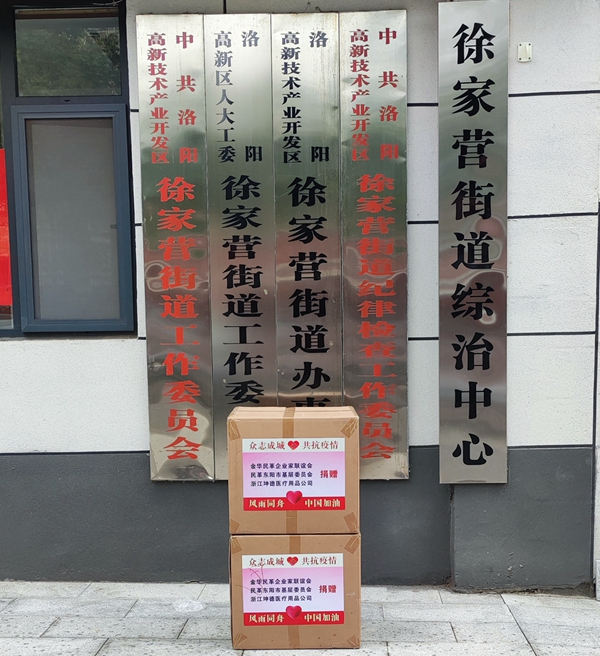 中共洛阳
高新技术产业开发区
徐家营街道工作委员会
洛阳
高新区人大工委
徐家营街道工作委
洛阳
高新技术产业开发区
徐家营街道办事
中共洛阳
高新技术产业开发区
徐家营街道纪律检查工作委员会
徐家营街道综治中心
众志成城 共抗疫情
金华民革企业家联谊会
民革东阳市基层委员会
浙江坤德医疗用品公司
捐赠
风雨同舟 中国加油
众志成城 共抗疫情
金华民革企业家联谊会
民革东阳市基层委员会
浙江坤德医疗用品公司
捐赠
风雨同舟 中国加油